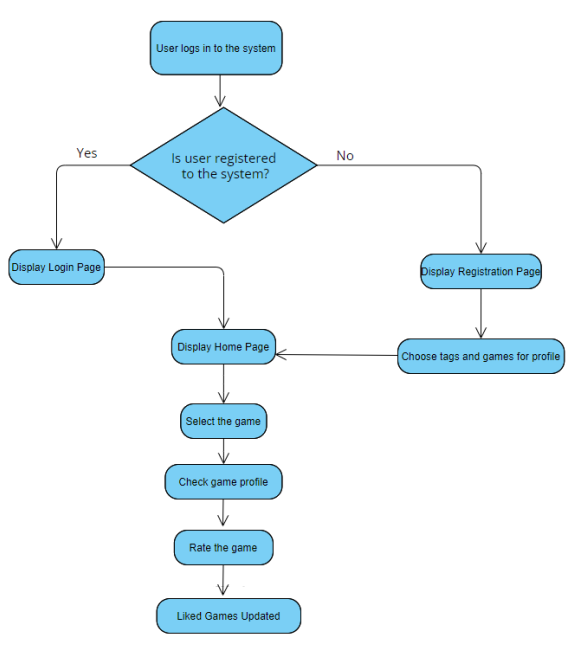 User logs in to the system
Is user registered
to the system?
Yes
No
Display Login Page
Display Registration Page
Display Home Page
Choose tags and games for profile
Select the game
Check game profile
Rate the game
Liked Games Updated